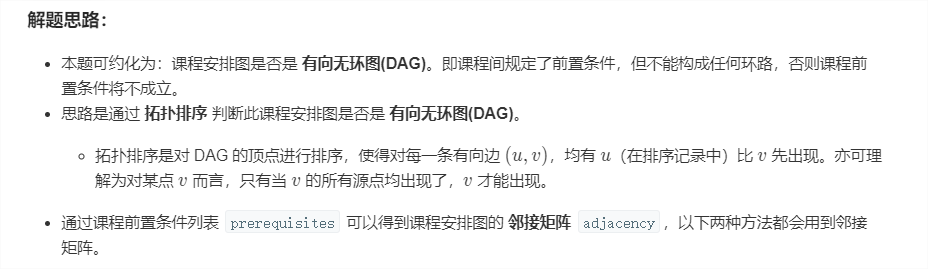 解题思路：
本题可约化为：课程安排图是否是 有向无环图(DAG)。即课程间规定了前置条件，但不能构成任何环路，否则课程前
置条件将不成立。
思路是通过 拓扑排序 判断此课程安排图是否是 有向无环图(DAG)。
拓扑排序是对 DAG 的顶点进行排序，使得对每一条有向边 (u, v)，均有 u（在排序记录中）比 v 先出现。亦可理
解为对某点 v 而言，只有当 v 的所有源点均出现了，v 才能出现。
通过课程前置条件列表 prerequisites 可以得到课程安排图的 邻接矩阵 adjacency，以下两种方法都会用到邻接
矩阵。